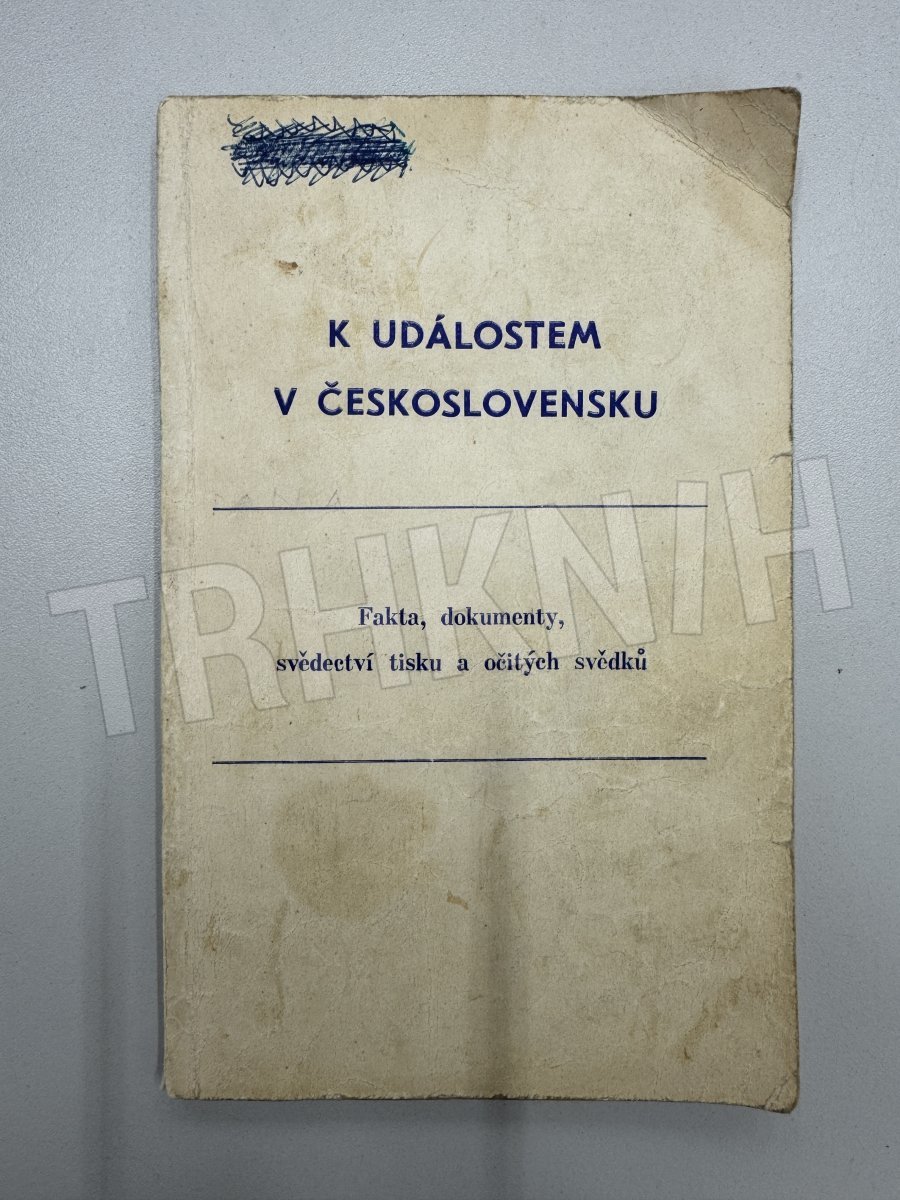 K UDÁLOSTEM
V ČESKOSLOVENSKU
Fakta, dokumenty,
svědectví tisku a očitých svědků
TRHKNIH